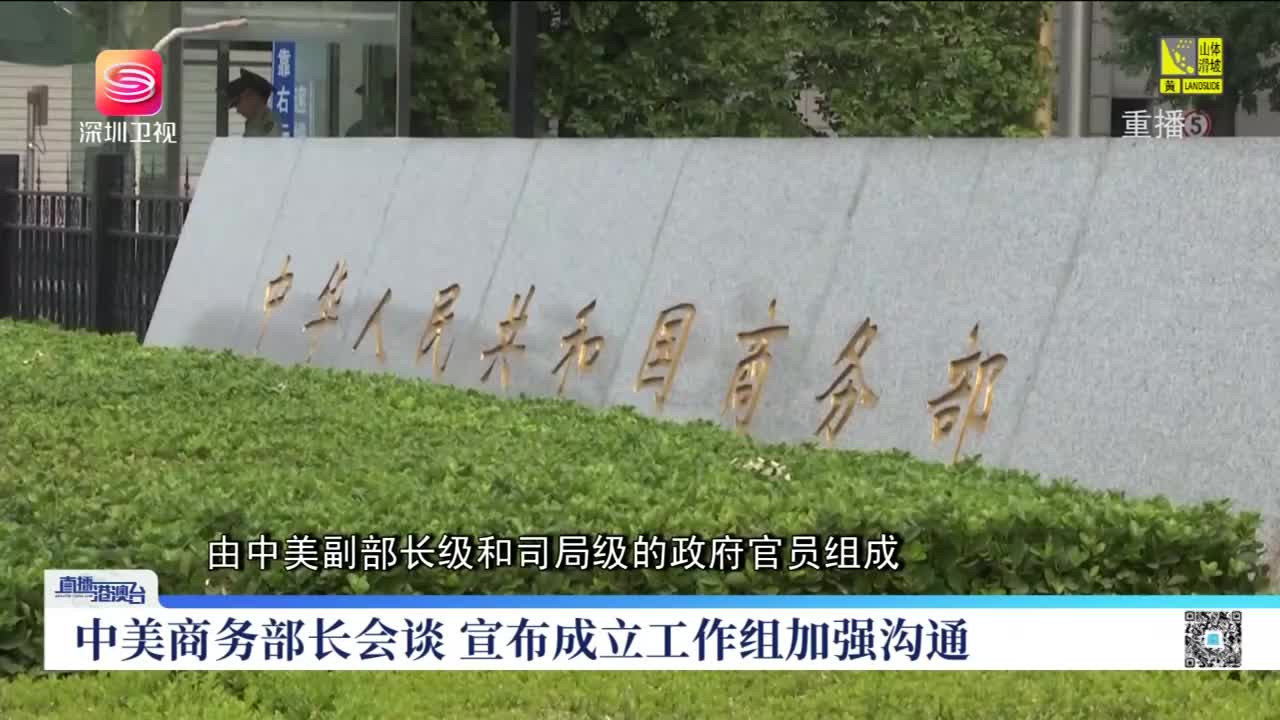 深圳卫视
靠右
山体
滑坡
黄 LANDSLIDE
重播
5
中华人民共和国商务部
由中美副部长级和司局级的政府官员组成
直播港澳台
中美商务部长会谈 宣布成立工作组加强沟通